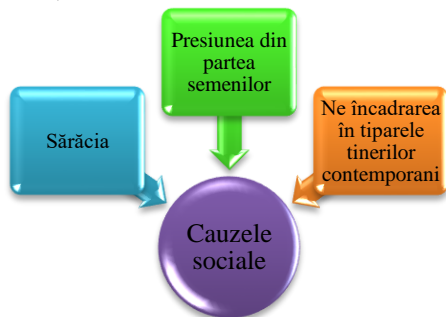 Presiunea din
partea
semenilor
Sărăcia
Ne încadrarea
în tiparele
tinerilor
contemporani
Cauzele
sociale